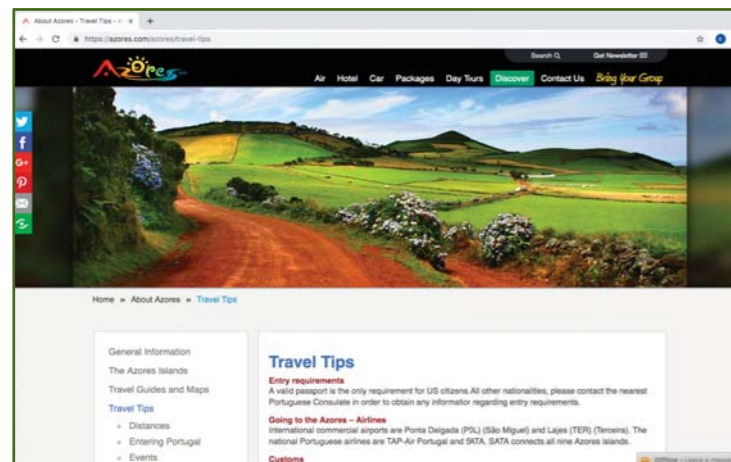 About Azores - Travel Tips - A
https://azores.com/azores/travel-tips
Search
Get Newsletter
Azores
Air Hotel Car Packages Day Tours Discover Contact Us Bring Your Group
f
G+
Home » About Azores » Travel Tips
General Information
The Azores Islands
Travel Guides and Maps
Travel Tips
Distances
Entering Portugal
Events
Travel Tips
Entry requirements
A valid passport is the only requirement for US citizens.All other nationalities, please contact the nearest
Portuguese Consulate in order to obtain any information regarding entry requirements.
Going to the Azores – Airlines
International commercial airports are Ponta Delgada (PDL) (São Miguel) and Lajes (TER) (Terceira). The
national Portuguese airlines are TAP-Air Portugal and SATA. SATA connects all nine Azores islands.
Customs
Offline - Leave a message